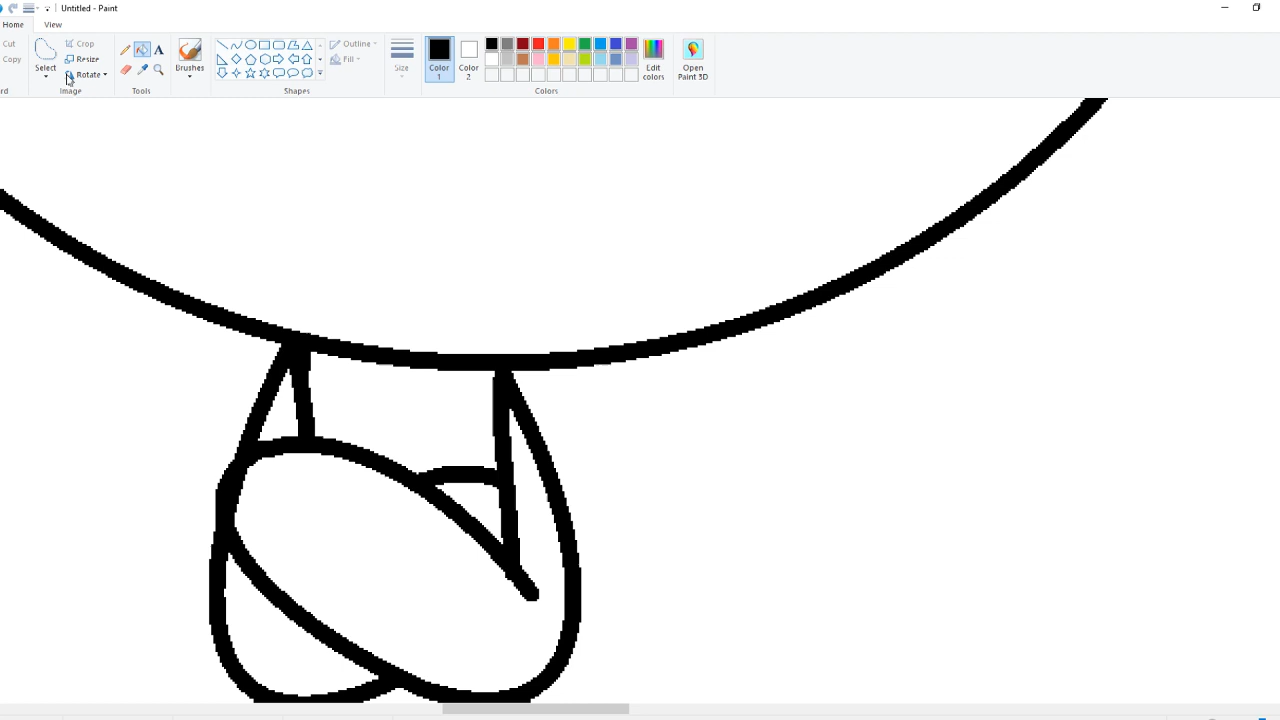 Untitled - Paint
Home View
Cut
Copy
Select
Crop
Resize
Rotate
Image
A
Tools
Brushes
Shapes
Outline
Fill
Size
Color 1
Color 2
Colors
Edit colors
Open Paint 3D
rd